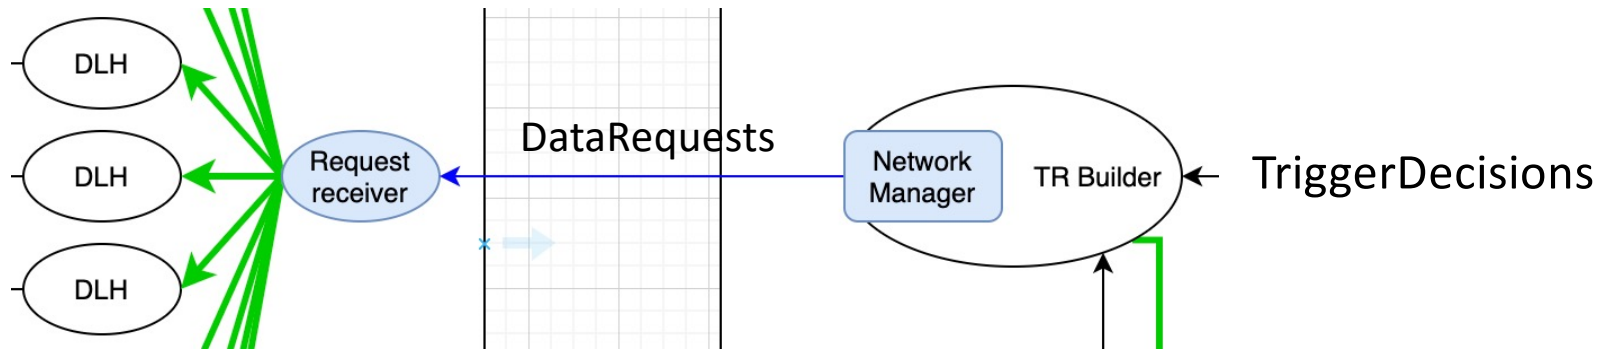 DLH
DataRequests
Request
receiver
DLH
Network
Manager
TR Builder
TriggerDecisions
DLH